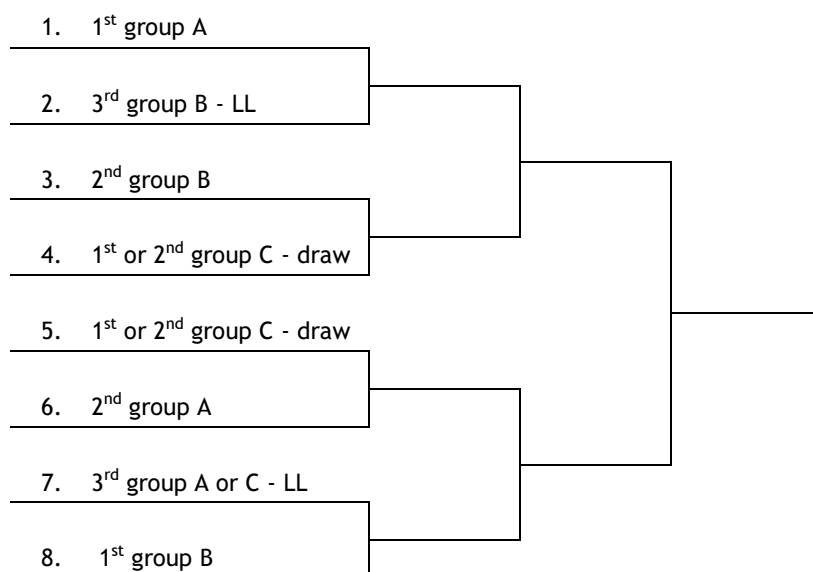 1. 1st group A
2. 3rd group B - LL
3. 2nd group B
4. 1st or 2nd group C - draw
5. 1st or 2nd group C - draw
6. 2nd group A
7. 3rd group A or C - LL
8. 1st group B